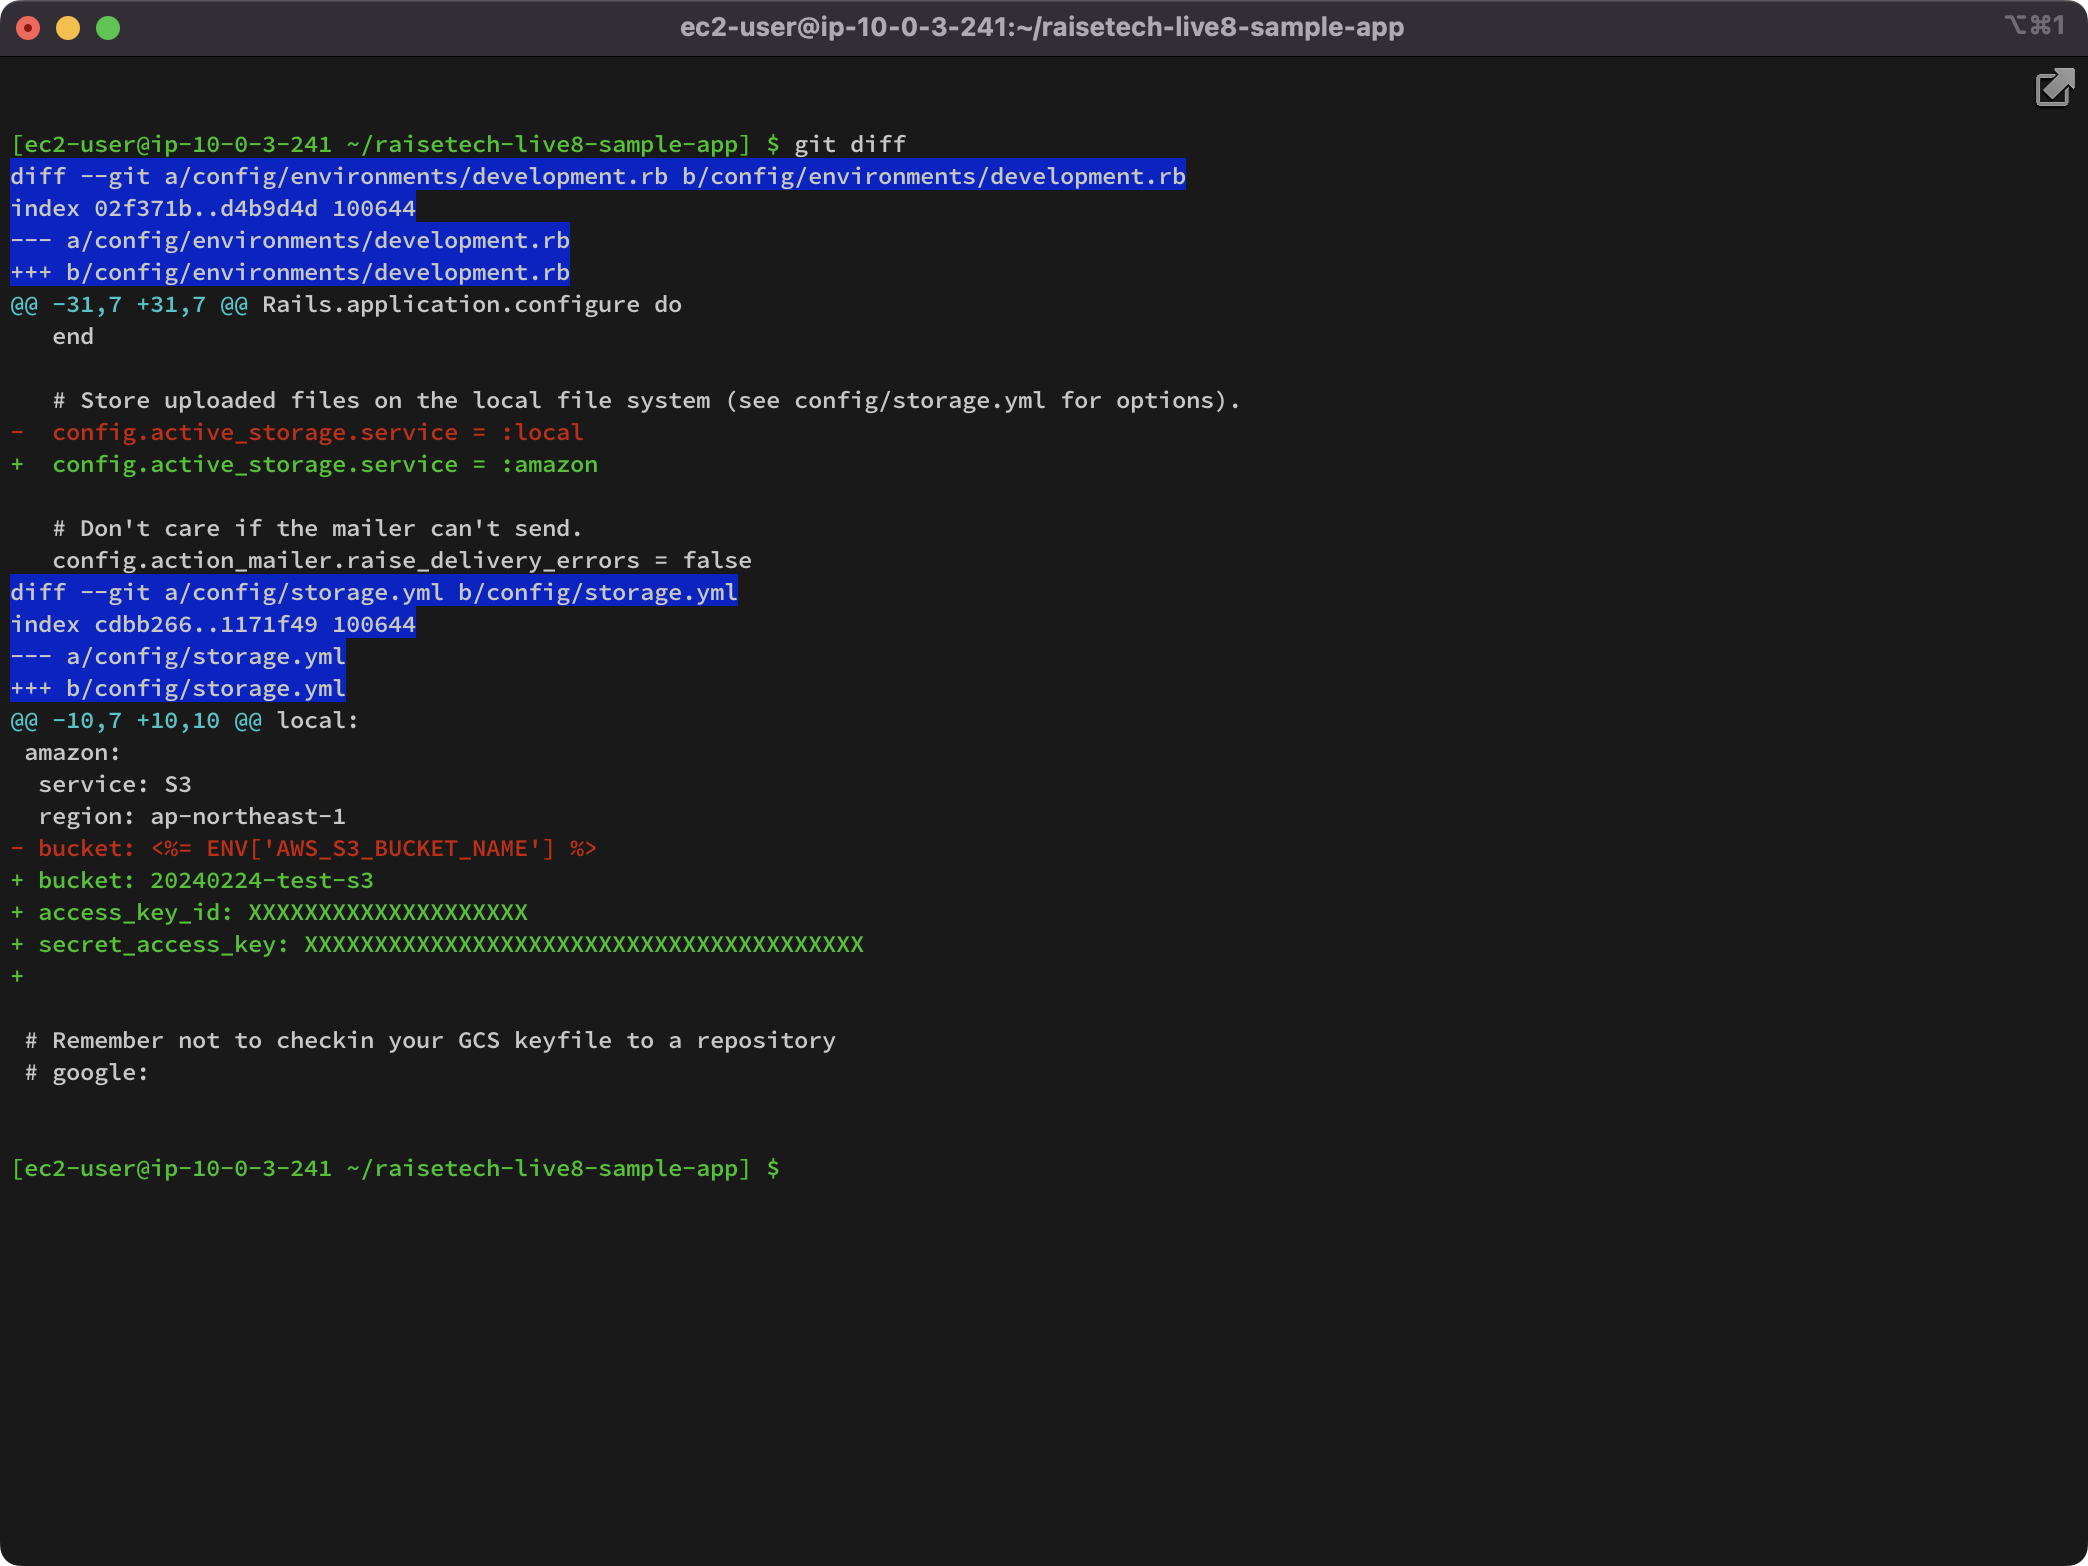 ec2-user@ip-10-0-3-241:~/raisetech-live8-sample-app
⌥⌘1
[ec2-user@ip-10-0-3-241 ~/raisetech-live8-sample-app] $ git diff
diff --git a/config/environments/development.rb b/config/environments/development.rb
index 02f371b..d4b9d4d 100644
--- a/config/environments/development.rb
+++ b/config/environments/development.rb
@@ -31,7 +31,7 @@ Rails.application.configure do
   end
   # Store uploaded files on the local file system (see config/storage.yml for options).
-  config.active_storage.service = :local
+  config.active_storage.service = :amazon
   # Don't care if the mailer can't send.
   config.action_mailer.raise_delivery_errors = false
diff --git a/config/storage.yml b/config/storage.yml
index cdbb266..1171f49 100644
--- a/config/storage.yml
+++ b/config/storage.yml
@@ -10,7 +10,10 @@ local:
 amazon:
  service: S3
  region: ap-northeast-1
- bucket: <%= ENV['AWS_S3_BUCKET_NAME'] %>
+ bucket: 20240224-test-s3
+ access_key_id: XXXXXXXXXXXXXXXXXXXX
+ secret_access_key: XXXXXXXXXXXXXXXXXXXXXXXXXXXXXXXXXXXXXXXX
+
 # Remember not to checkin your GCS keyfile to a repository
 # google:
[ec2-user@ip-10-0-3-241 ~/raisetech-live8-sample-app] $